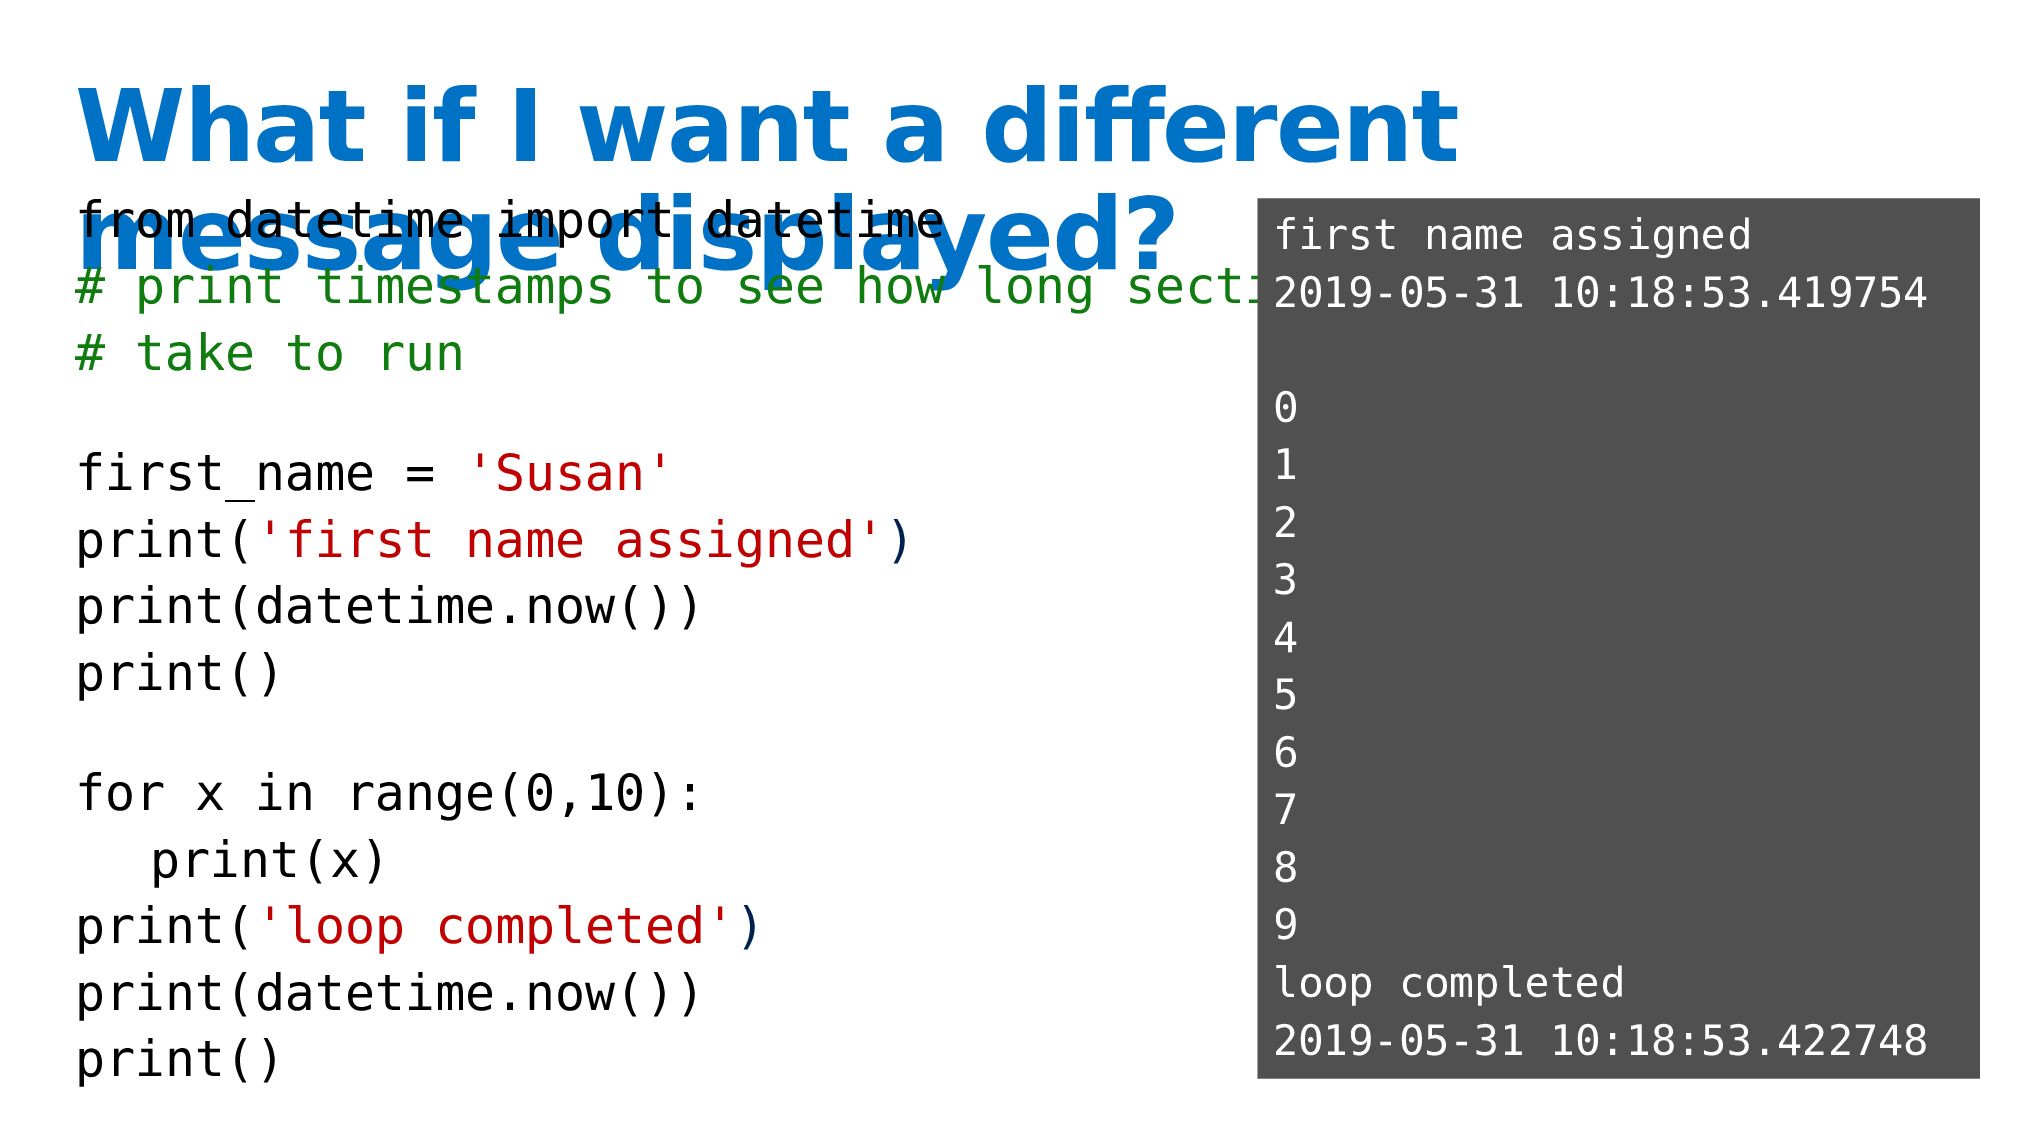 What if I want a different
message displayed?
from datetime import datetime
# print timestamps to see how long
# take to run
first_name = 'Susan'
print('first name assigned')
print(datetime.now())
print()
for x in range(0,10):
print(x)
print('loop completed')
print(datetime.now())
print()
first name assigned
2019-05-31 10:18:53.419754
0
1
2
3
4
5
6
7
8
9
loop completed
2019-05-31 10:18:53.422748